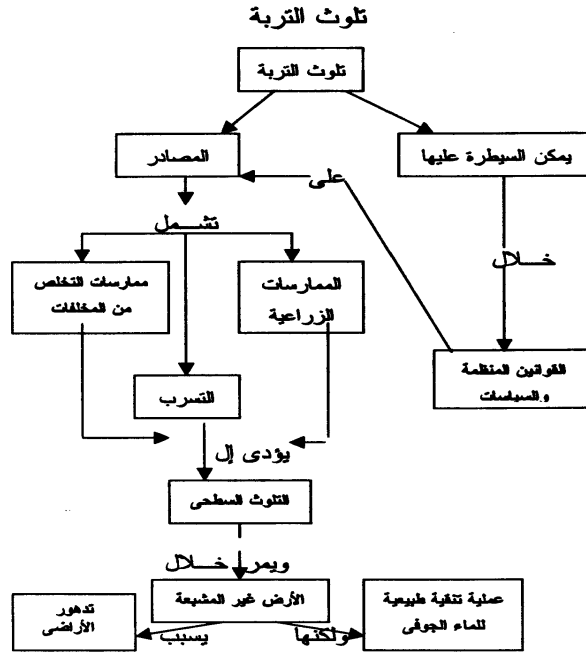 تلوث التربة
تلوث التربة
يمكن السيطرة عليها
المصادر
على
تشمل
خلال
الممارسات
الزراعية
ممارسات التخلص
من المخلفات
القوانين المنظمة
والسياسات
التسرب
يؤدى إل
التلوث السطحى
ويمر خلال
عملية تنقية طبيعية
للماء الجوفى
الأرض غير المشبعة
تدهور
الأراضى
ولكنها
يسبب